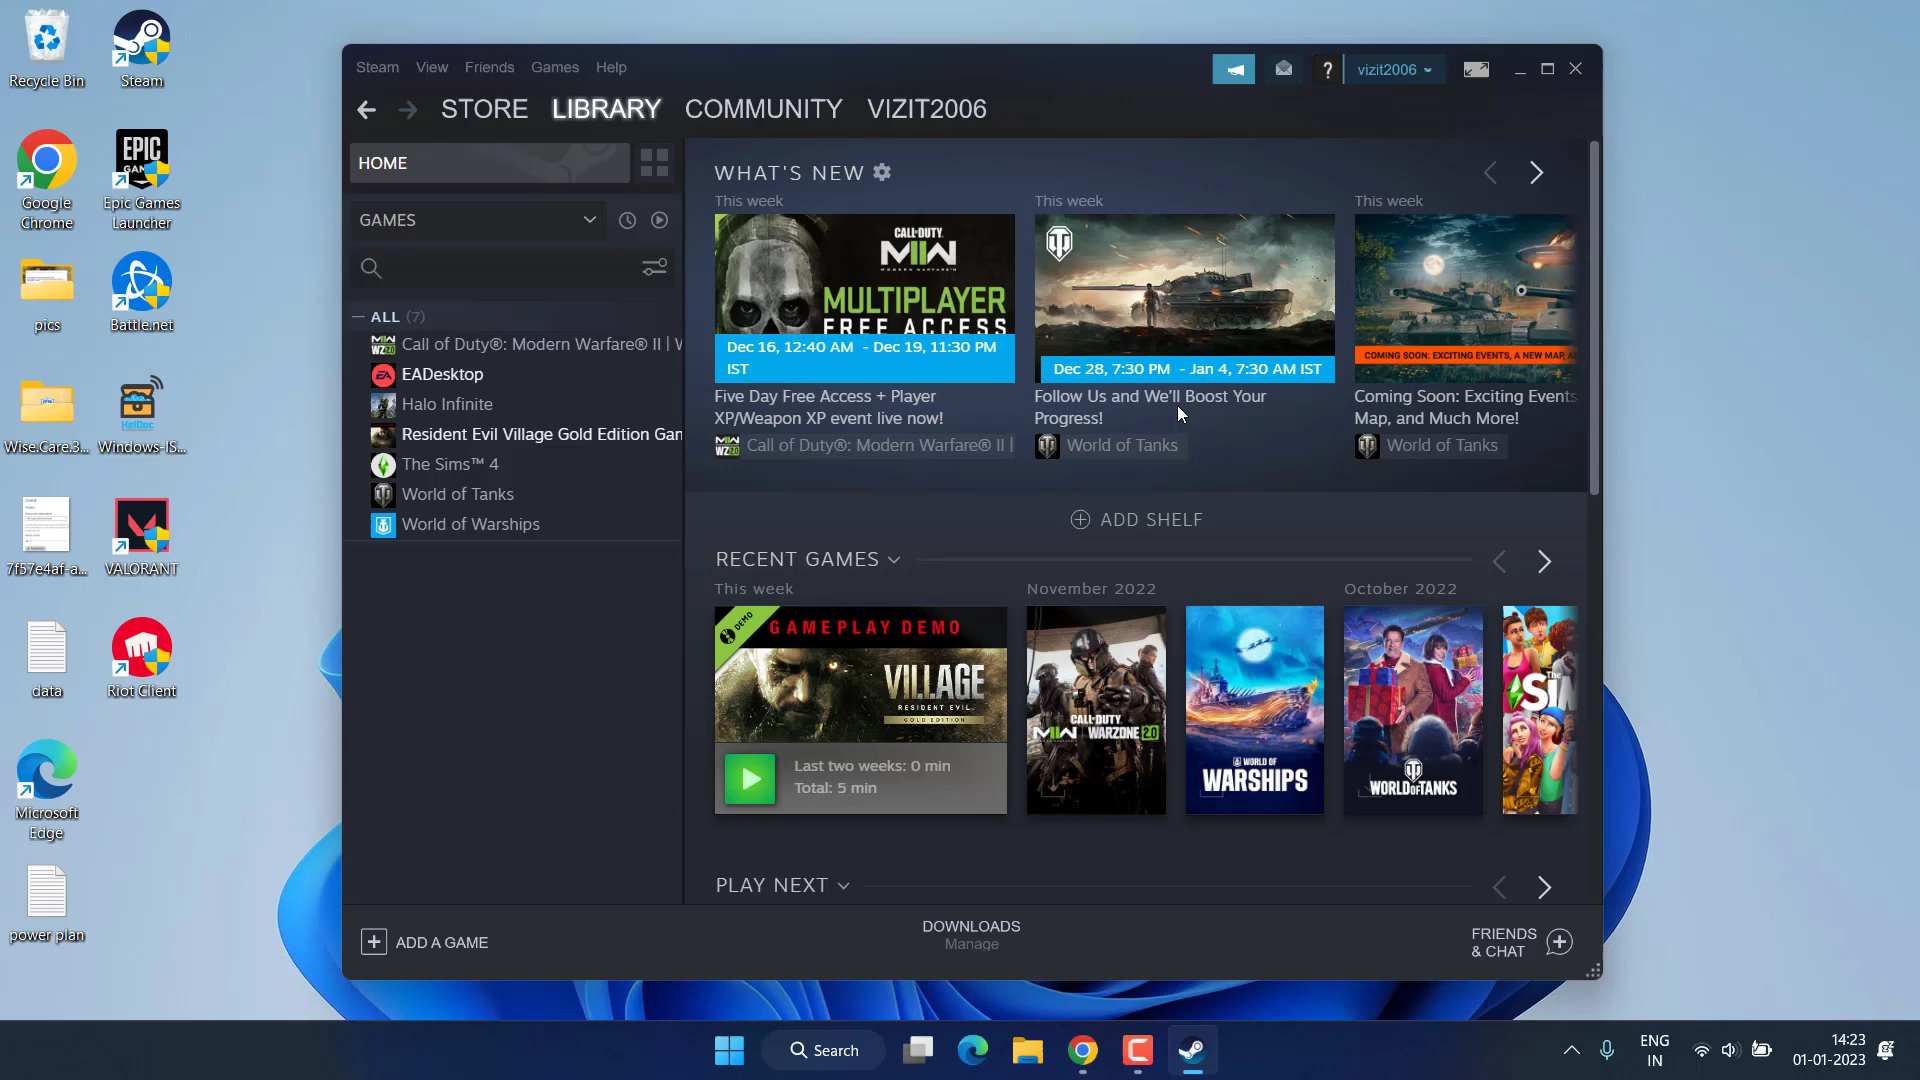 Recycle Bin
Steam
Google
Chrome
Epic Games
Launcher
pics
Battle.net
Wise.Care.3...
Windows-IS...
7f57e4af-a...
VALORANT
data
Riot Client
Microsoft
Edge
power plan
EPIC
HeiDoc
Steam View Friends Games Help
? vizit2006
STORE LIBRARY COMMUNITY VIZIT2006
HOME
GAMES
ALL (7)
Call of Duty®: Modern Warfare® II |
EADesktop
Halo Infinite
Resident Evil Village Gold Edition Gam
The Sims™ 4
World of Tanks
World of Warships
WHAT'S NEW
This week
This week
This week
CALL OF DUTY
MWII
MODERN WARFARE II
MULTIPLAYER
FREE ACCESS
Dec 16, 12:40 AM - Dec 19, 11:30 PM
IST
Five Day Free Access + Player
XP/Weapon XP event live now!
Call of Duty®: Modern Warfare® II |
Dec 28, 7:30 PM - Jan 4, 7:30 AM IST
Follow Us and We'll Boost Your
Progress!
World of Tanks
COMING SOON: EXCITING EVENTS, A NEW MAP, A
Coming Soon: Exciting Events
Map, and Much More!
World of Tanks
ADD SHELF
RECENT GAMES
This week
November 2022
October 2022
DEMO
GAMEPLAY DEMO
VILLAGE
RESIDENT EVIL
GOLD EDITION
Last two weeks: 0 min
Total: 5 min
CALL OF DUTY
MWII WARZONE 2.0
WORLD OF
WARSHIPS
WORLD OF TANKS
The
SiM
PLAY NEXT
ADD A GAME
DOWNLOADS
Manage
FRIENDS
& CHAT
Search
ENG
IN
14:23
01-01-2023